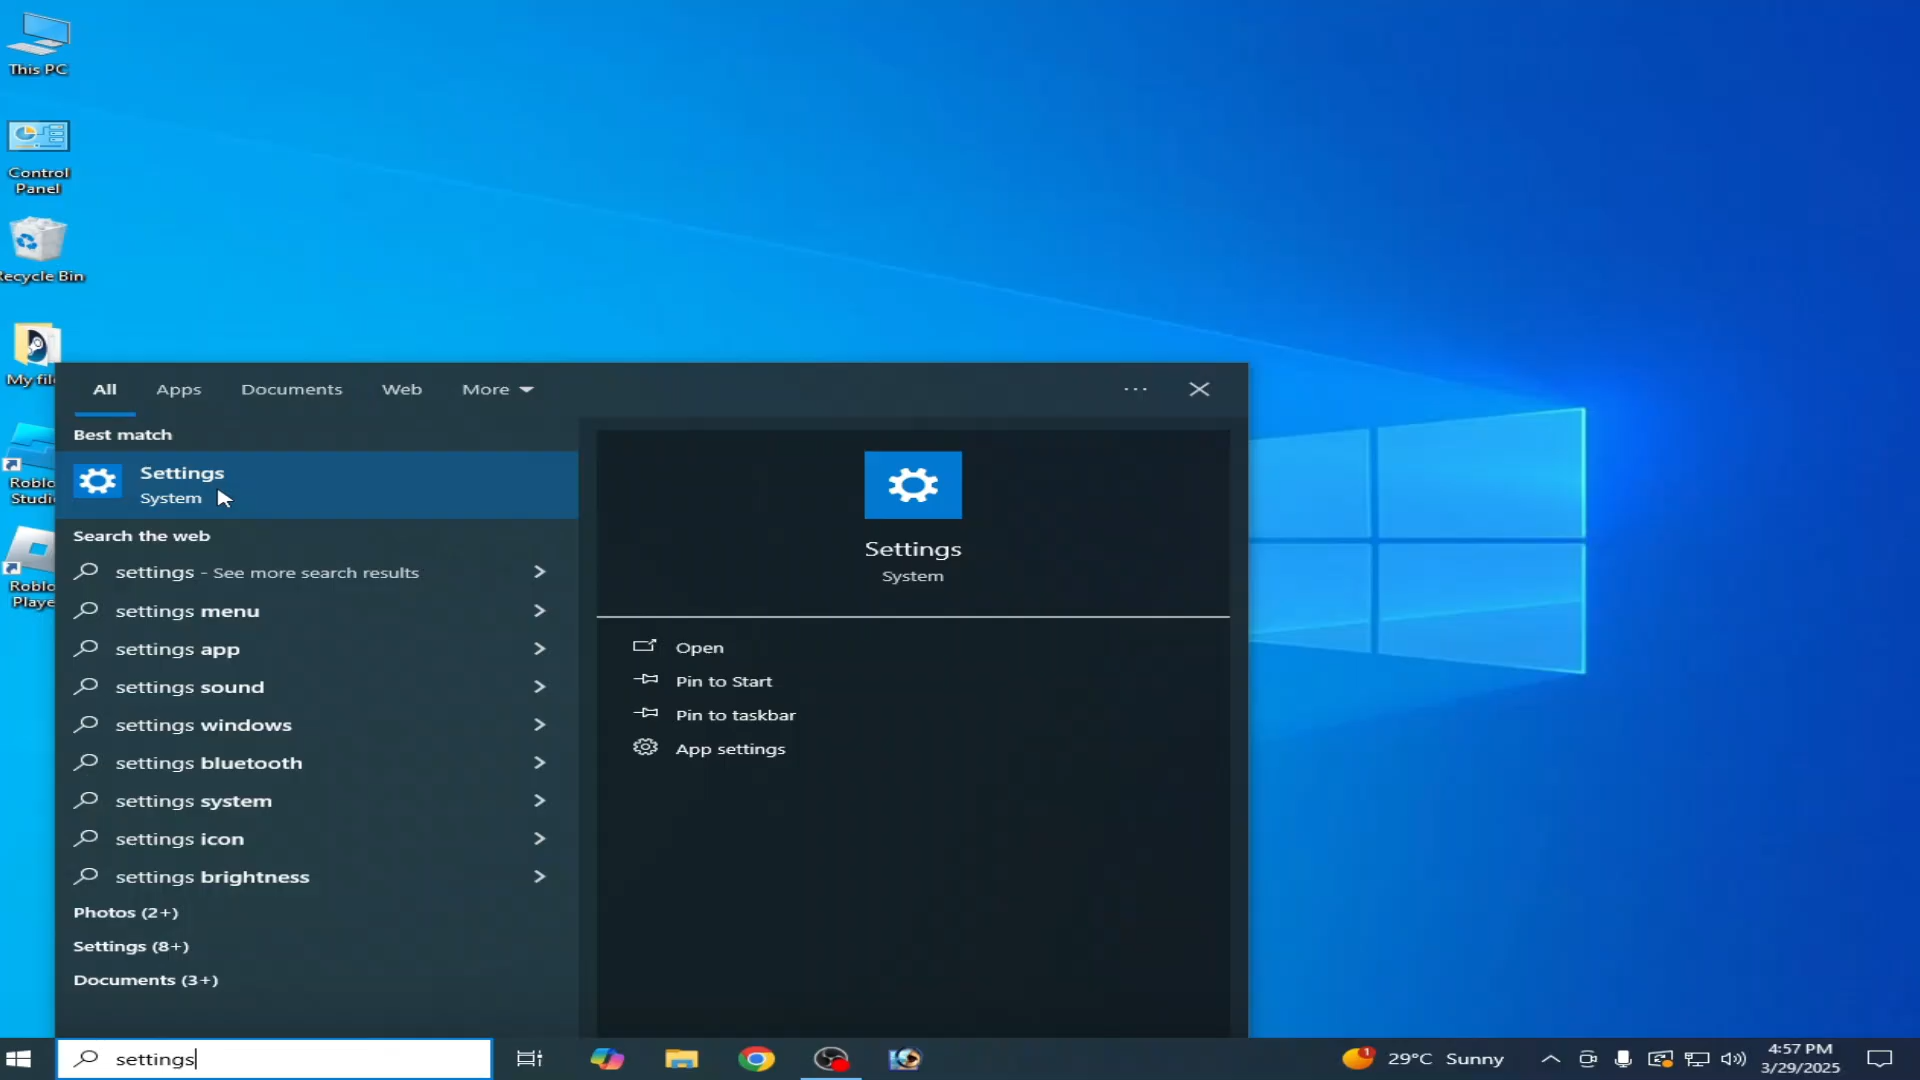 This PC
Control
Panel
Recycle Bin
My fil
Roblo
Studi
Roblo
Playe
All
Apps
Documents
Web
More
Best match
Settings
System
Search the web
settings - See more search results
settings menu
settings app
settings sound
settings windows
settings bluetooth
settings system
settings icon
settings brightness
Photos (2+)
Settings (8+)
Documents (3+)
Settings
System
Open
Pin to Start
Pin to taskbar
App settings
settings
1
29°C Sunny
4:57 PM
3/29/2025